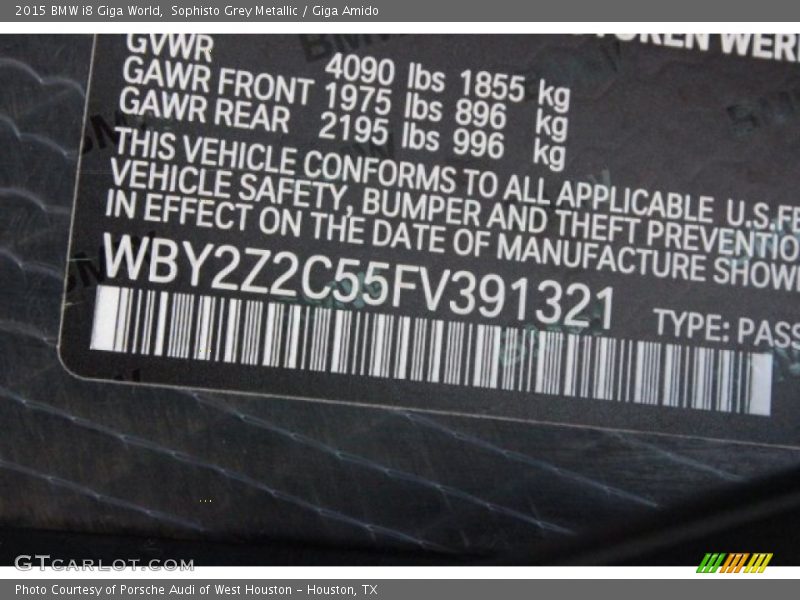 2015 BMW i8 Giga World, Sophisto Grey Metallic / Giga Amido
GVWR 4090 lbs 1855 kg
GAWR FRONT 1975 lbs 896 kg
GAWR REAR 2195 lbs 996 kg
THIS VEHICLE CONFORMS TO ALL APPLICABLE U.S.FE
VEHICLE SAFETY, BUMPER AND THEFT PREVENTIO
IN EFFECT ON THE DATE OF MANUFACTURE SHOWN
WBY2Z2C55FV391321 TYPE: PASS
GTCARLOT.COM
Photo Courtesy of Porsche Audi of West Houston - Houston, TX